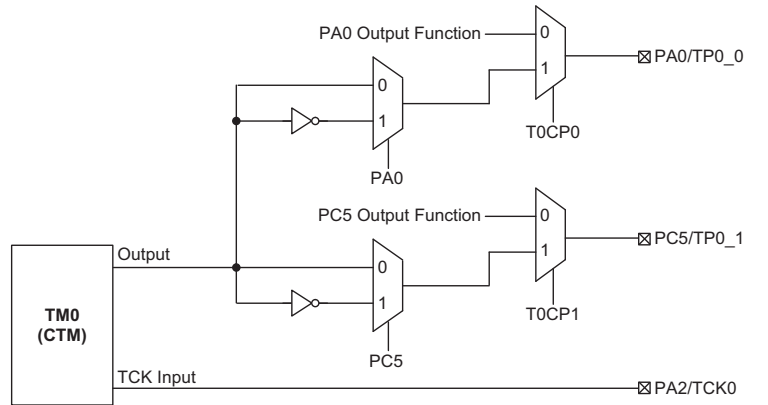 PA0 Output Function
0
1
PA0/TP0_0
0
1
T0CP0
PA0
PC5 Output Function
0
1
PC5/TP0_1
Output
0
1
T0CP1
TM0
(CTM)
PC5
TCK Input
PA2/TCK0